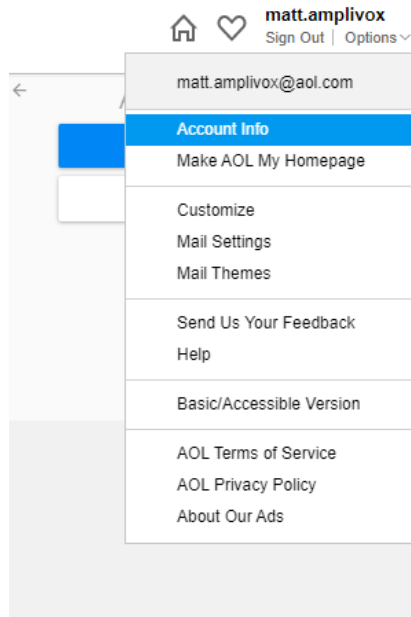 matt.amplivox
Sign Out | Options
matt.amplivox@aol.com
Account Info
Make AOL My Homepage
Customize
Mail Settings
Mail Themes
Send Us Your Feedback
Help
Basic/Accessible Version
AOL Terms of Service
AOL Privacy Policy
About Our Ads